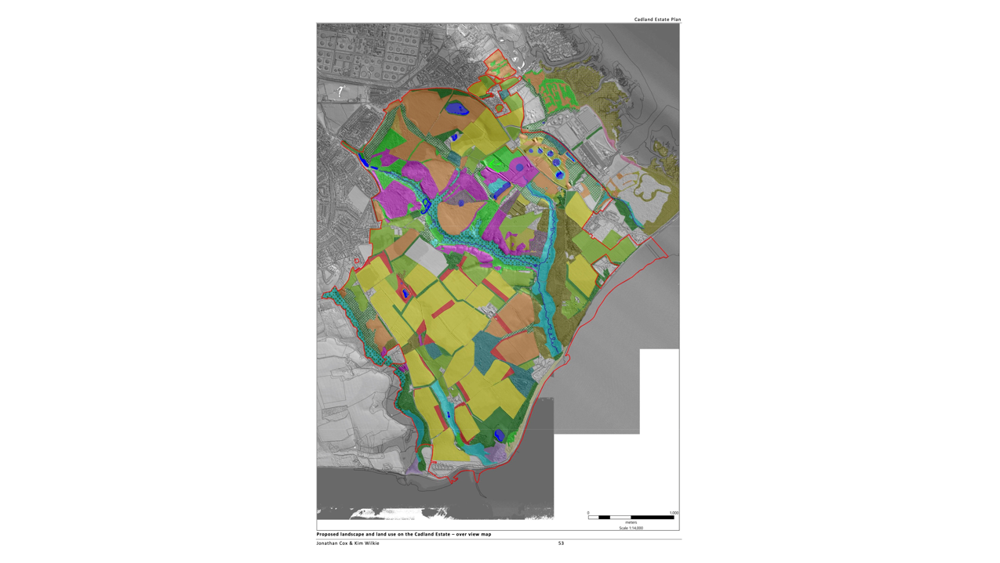 Cadland Estate Plan
0 1,000
meters
Scale 1:14,000
Proposed landscape and land use on the Cadland Estate – over view map
Jonathan Cox & Kim Wilkie 53